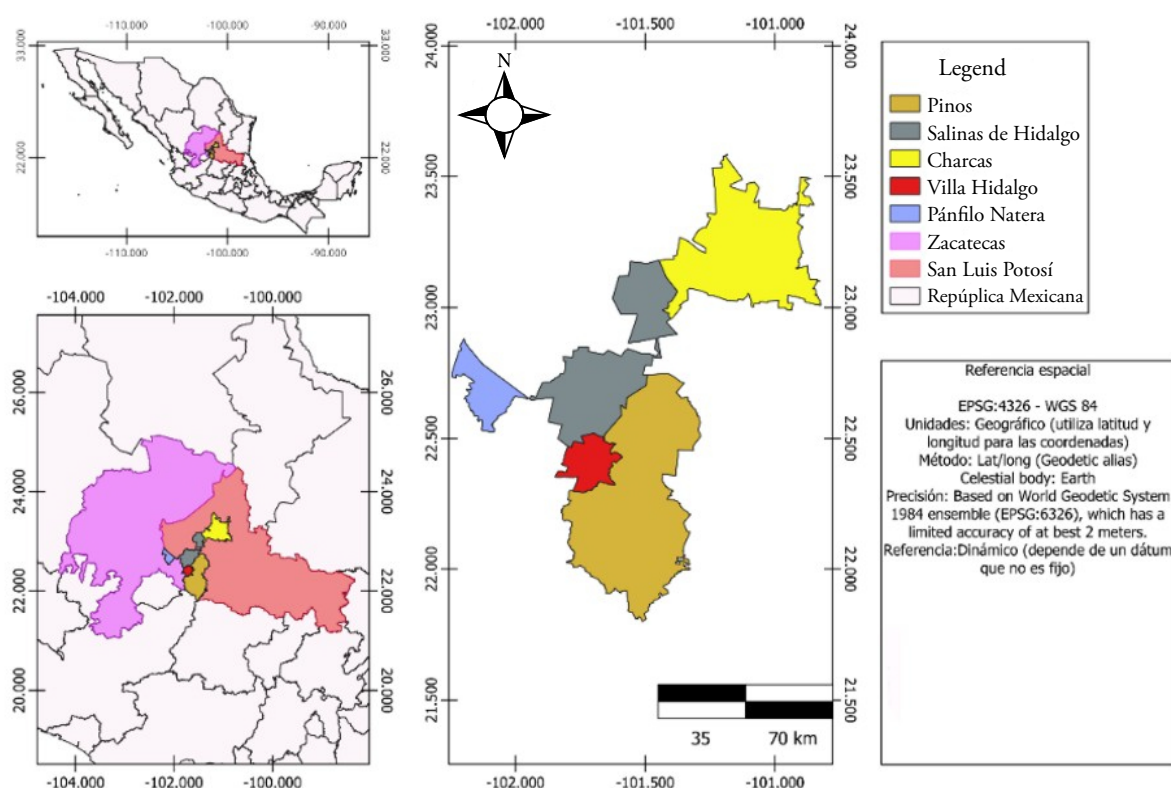 -110.000 -100.000 -90.000
33.000
33.000
22.000
22.000
-110.000 -100.000 -90.000
-104.000 -102.000 -100.000
26.000
26.000
24.000
24.000
22.000
22.000
20.000
20.000
-104.000 -102.000 -100.000
-102.000 -101.500 -101.000
N
24.000
24.000
23.500
23.500
23.000
23.000
22.500
22.500
22.000
22.000
21.500
21.500
35 70 km
-102.000 -101.500 -101.000
Legend
Pinos
Salinas de Hidalgo
Charcas
Villa Hidalgo
Pánfilo Natera
Zacatecas
San Luis Potosí
Repúplica Mexicana
Referencia espacial
EPSG:4326 - WGS 84
Unidades: Geográfico (utiliza latitud y
longitud para las coordenadas)
Método: Lat/long (Geodetic alias)
Celestial body: Earth
Precisión: Based on World Geodetic System
1984 ensemble (EPSG:6326), which has a
limited accuracy of at best 2 meters.
Referencia:Dinámico (depende de un dátum
que no es fijo)